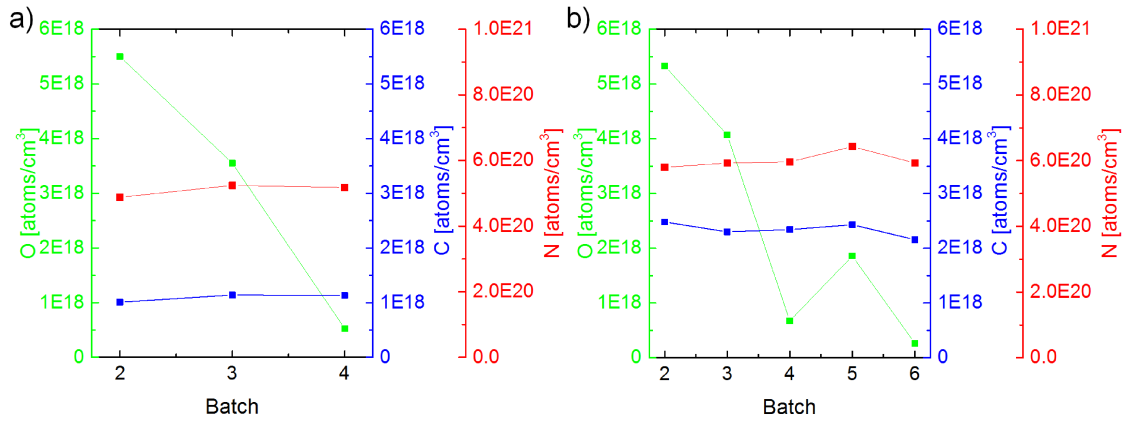 a)
6E18
5E18
4E18
3E18
2E18
1E18
0
O [atoms/cm³]
2
3
4
Batch
6E18
5E18
4E18
3E18
2E18
1E18
0
C [atoms/cm³]
1.0E21
8.0E20
6.0E20
4.0E20
2.0E20
0.0
N [atoms/cm³]
b)
6E18
5E18
4E18
3E18
2E18
1E18
0
O [atoms/cm³]
2
3
4
5
6
Batch
6E18
5E18
4E18
3E18
2E18
1E18
0
C [atoms/cm³]
1.0E21
8.0E20
6.0E20
4.0E20
2.0E20
0.0
N [atoms/cm³]